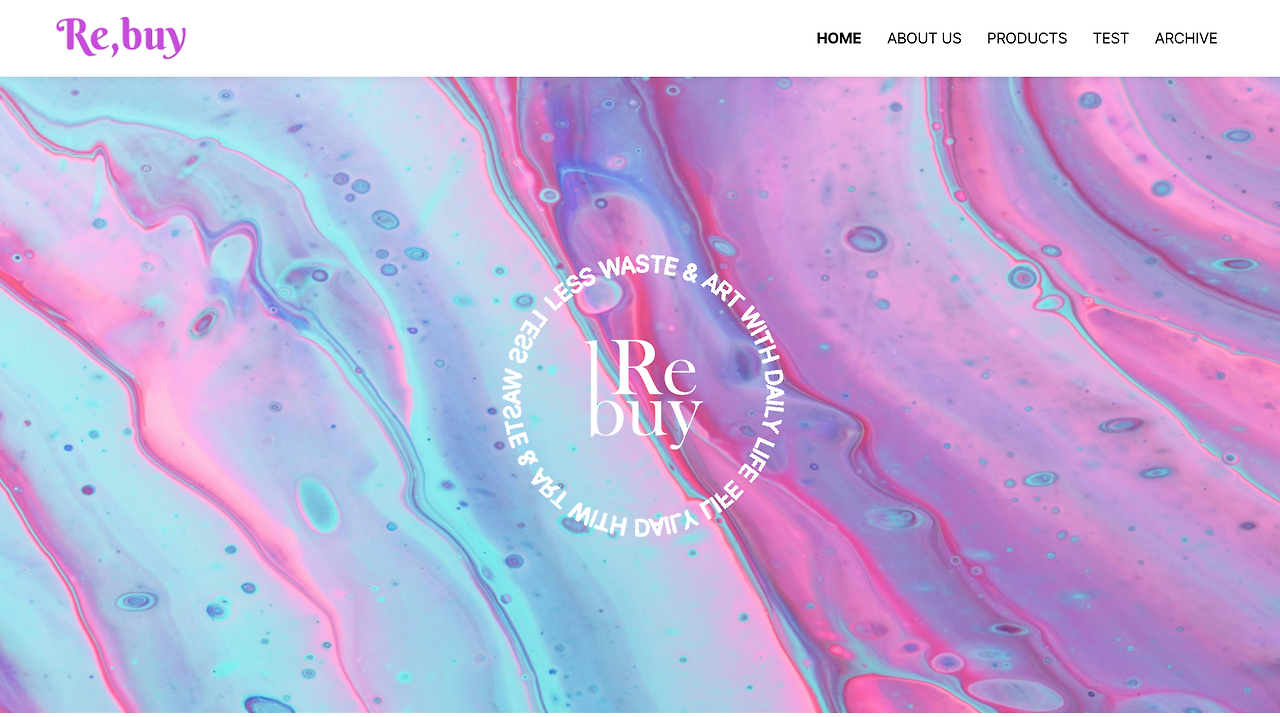 Re,buy
HOME ABOUT US PRODUCTS TEST ARCHIVE
LESS WASTE & ART WITH DAILY LIFE
LESS WASTE & ART WITH DAILY LIFE
Re
buy